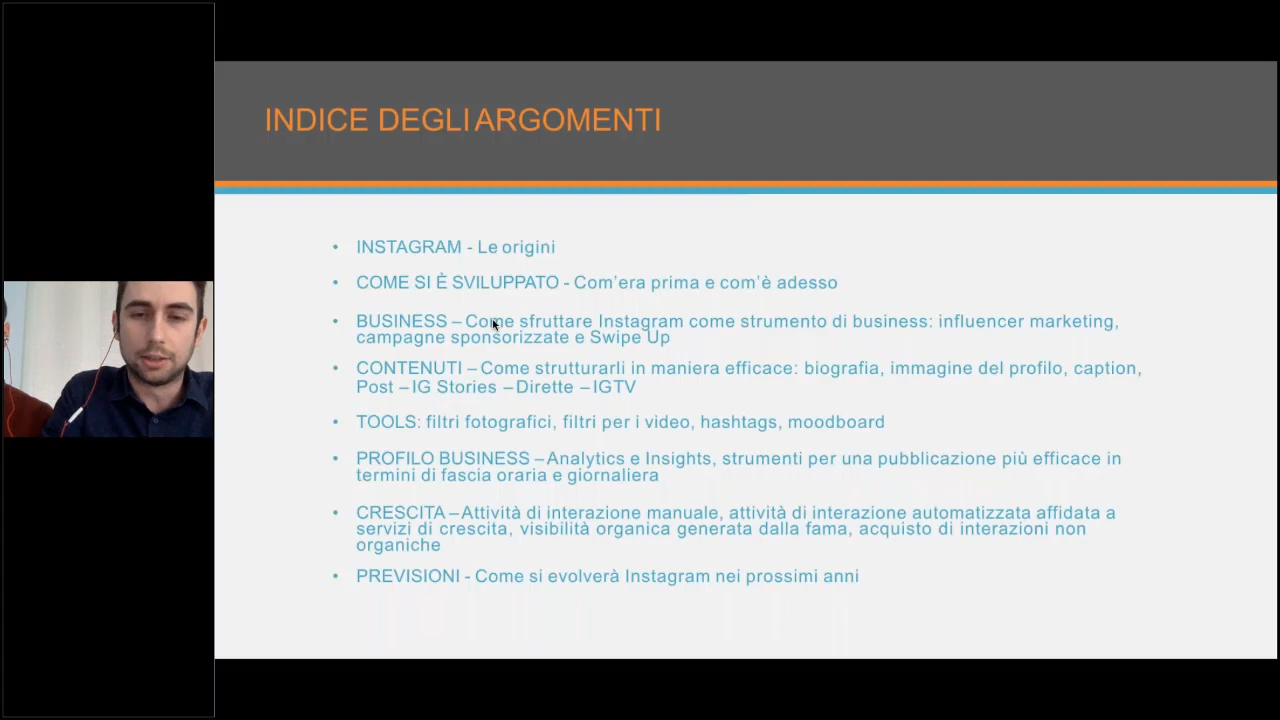 INDICE DEGLI ARGOMENTI
• INSTAGRAM - Le origini
• COME SI È SVILUPPATO - Com'era prima e com'è adesso
• BUSINESS – Come sfruttare Instagram come strumento di business: influencer marketing,
campagne sponsorizzate e Swipe Up
• CONTENUTI – Come strutturarli in maniera efficace: biografia, immagine del profilo, caption,
Post – IG Stories – Dirette – IGTV
• TOOLS: filtri fotografici, filtri per i video, hashtags, moodboard
• PROFILO BUSINESS – Analytics e Insights, strumenti per una pubblicazione più efficace in
termini di fascia oraria e giornaliera
• CRESCITA – Attività di interazione manuale, attività di interazione automatizzata affidata a
servizi di crescita, visibilità organica generata dalla fama, acquisto di interazioni non
organiche
• PREVISIONI - Come si evolverà Instagram nei prossimi anni